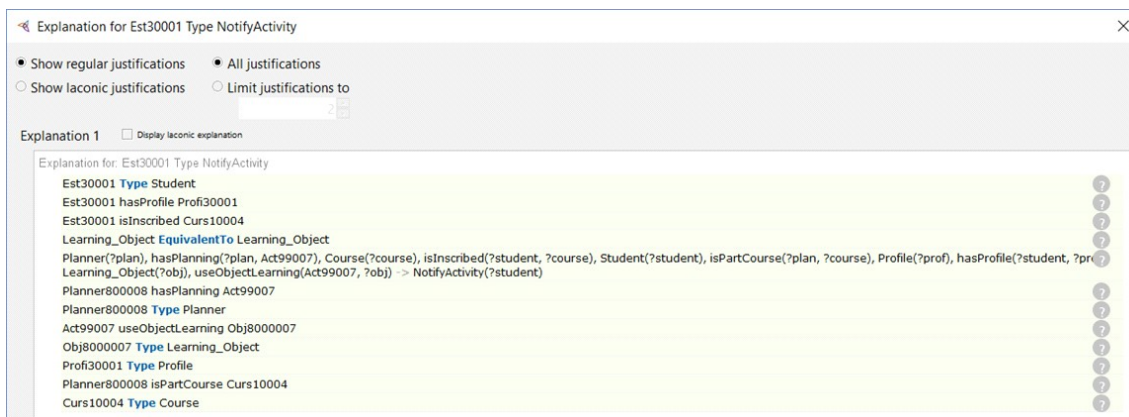 Explanation for Est30001 Type NotifyActivity
Show regular justifications All justifications
Show laconic justifications Limit justifications to
2
Explanation 1 Display laconic explanation
Explanation for: Est30001 Type NotifyActivity
Est30001 Type Student
Est30001 hasProfile Profi30001
Est30001 isInscribed Curs10004
Learning_Object EquivalentTo Learning_Object
Planner(?plan), hasPlanning(?plan, Act99007), Course(?course), isInscribed(?student, ?course), Student(?student), isPartCourse(?plan, ?course), Profile(?prof), hasProfile(?student,
Learning_Object(?obj), useObjectLearning(Act99007, ?obj) -> NotifyActivity(?student)
Planner800008 hasPlanning Act99007
Planner800008 Type Planner
Act99007 useObjectLearning Obj8000007
Obj8000007 Type Learning_Object
Profi30001 Type Profile
Planner800008 isPartCourse Curs10004
Curs10004 Type Course